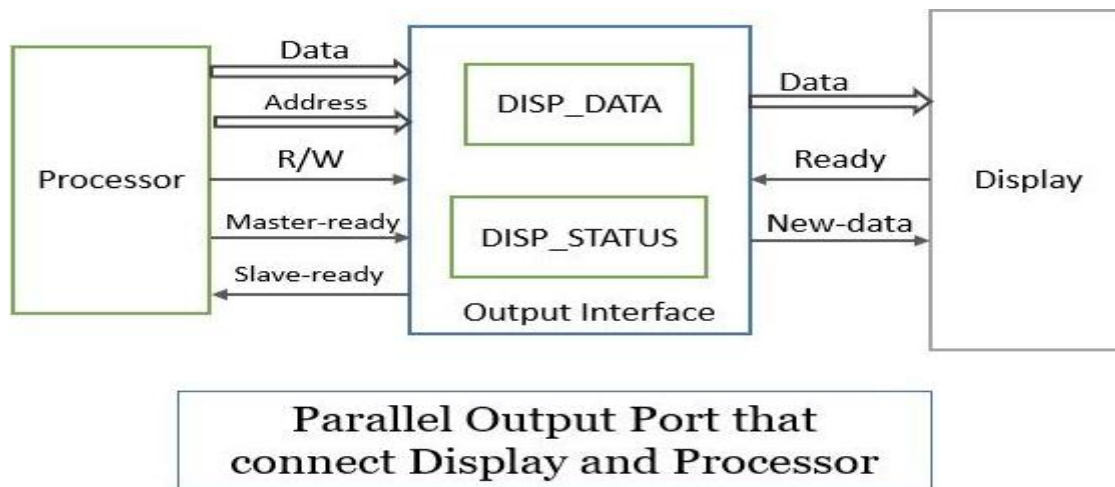 Data
Address
R/W
Processor
Master-ready
Slave-ready
DISP_DATA
DISP_STATUS
Output Interface
Data
Ready
New-data
Display
Parallel Output Port that
connect Display and Processor